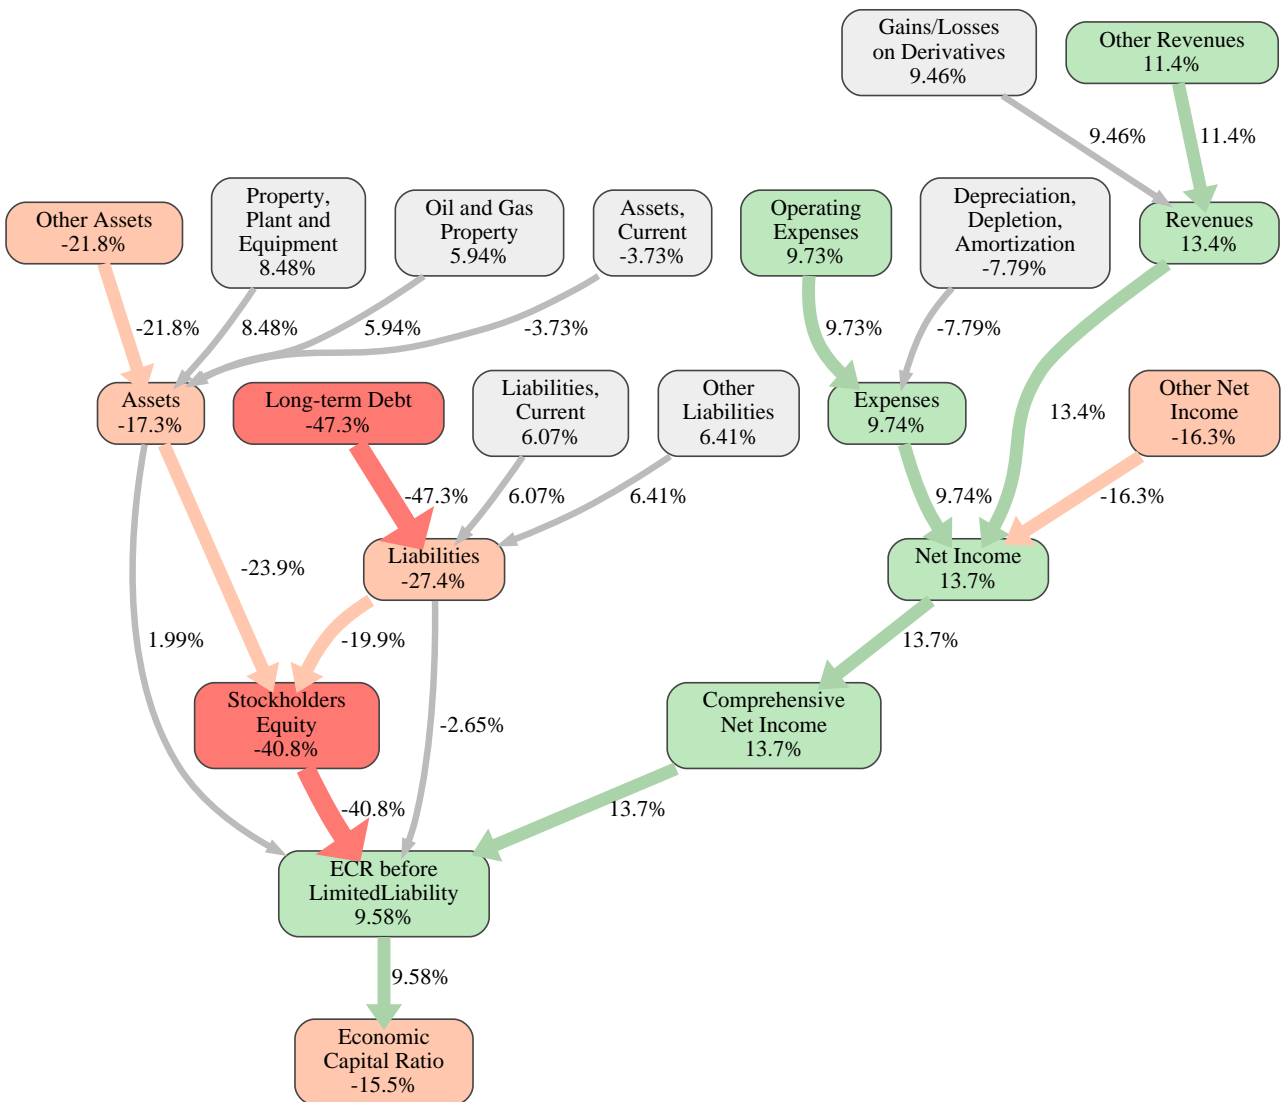 Gains/Losses
on Derivatives
9.46%
Other Revenues
11.4%
9.46%
11.4%
Other Assets
-21.8%
Property,
Plant and
Equipment
8.48%
Oil and Gas
Property
5.94%
Assets,
Current
-3.73%
Operating
Expenses
9.73%
Depreciation,
Depletion,
Amortization
-7.79%
Revenues
13.4%
-21.8%
8.48%
5.94%
-3.73%
9.73%
-7.79%
13.4%
Assets
-17.3%
Long-term Debt
-47.3%
Liabilities,
Current
6.07%
Other
Liabilities
6.41%
Expenses
9.74%
Other Net
Income
-16.3%
-47.3%
6.07%
6.41%
9.74%
-16.3%
Liabilities
-27.4%
Net Income
13.7%
-23.9%
1.99%
-19.9%
13.7%
Stockholders
Equity
-40.8%
-2.65%
Comprehensive
Net Income
13.7%
-40.8%
13.7%
ECR before
LimitedLiability
9.58%
9.58%
Economic
Capital Ratio
-15.5%